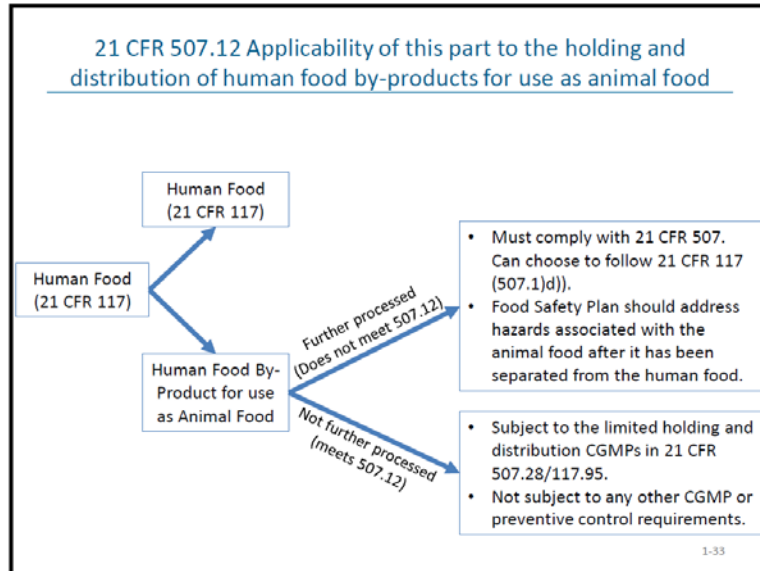 21 CFR 507.12 Applicability of this part to the holding and
distribution of human food by-products for use as animal food
Human Food
(21 CFR 117)
Human Food
(21 CFR 117)
Human Food By-
Product for use
as Animal Food
Further processed
(Does not meet 507.12)
Not further processed
(meets 507.12)
• Must comply with 21 CFR 507.
Can choose to follow 21 CFR 117
(507.1)d)).
• Food Safety Plan should address
hazards associated with the
animal food after it has been
separated from the human food.
• Subject to the limited holding and
distribution CGMPs in 21 CFR
507.28/117.95.
• Not subject to any other CGMP or
preventive control requirements.
1-33